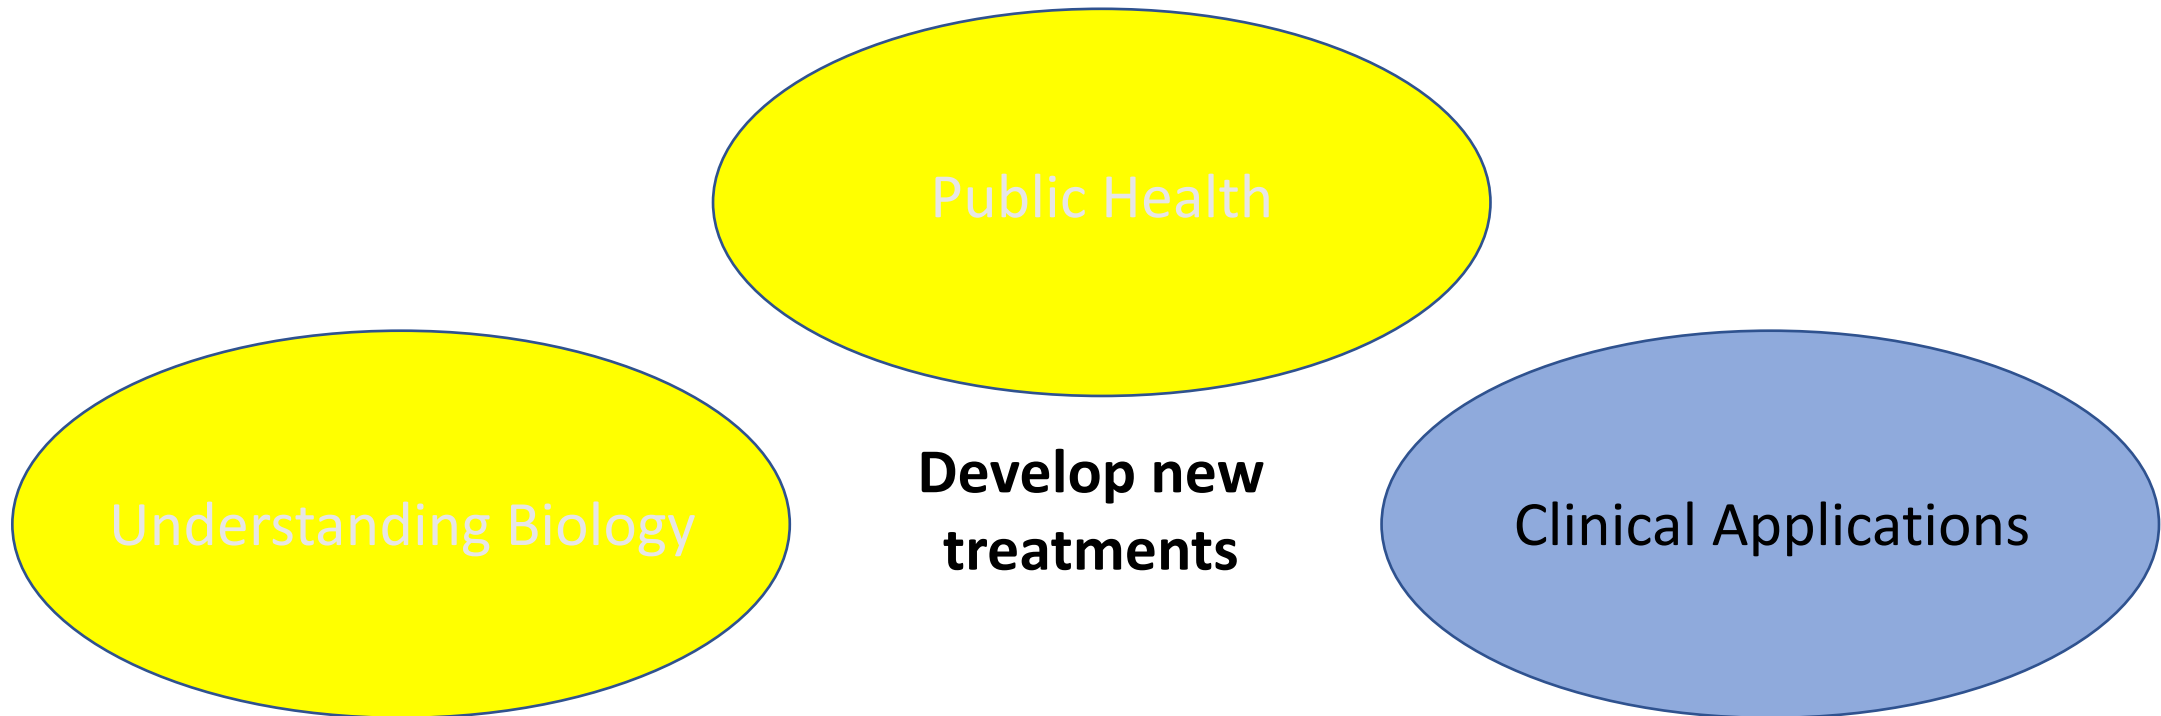 Public Health
Develop new
treatments
Understanding Biology
Clinical Applications